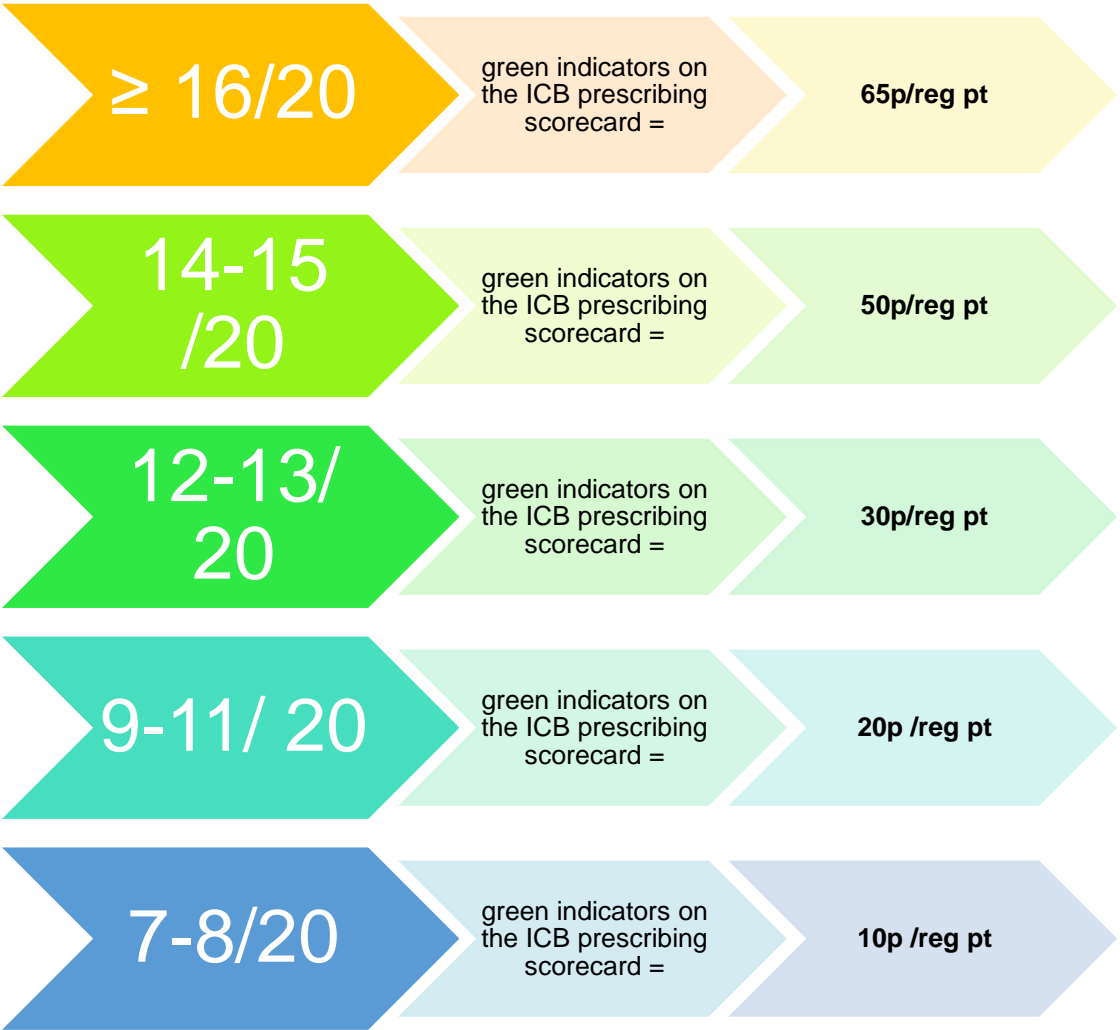 ≥ 16/20
green indicators on
the ICB prescribing
scorecard =
65p/reg pt
14-15
/20
green indicators on
the ICB prescribing
scorecard =
50p/reg pt
12-13/
20
green indicators on
the ICB prescribing
scorecard =
30p/reg pt
9-11/ 20
green indicators on
the ICB prescribing
scorecard =
20p /reg pt
7-8/20
green indicators on
the ICB prescribing
scorecard =
10p /reg pt